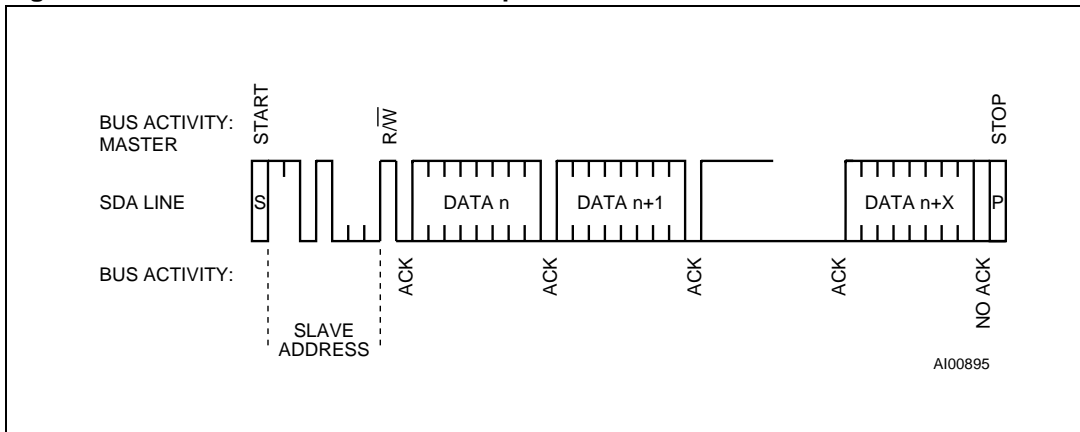 BUS ACTIVITY:
MASTER
START
R/W
STOP
SDA LINE
S
DATA n
DATA n+1
DATA n+X
P
BUS ACTIVITY:
ACK
ACK
ACK
ACK
NO ACK
SLAVE
ADDRESS
AI00895